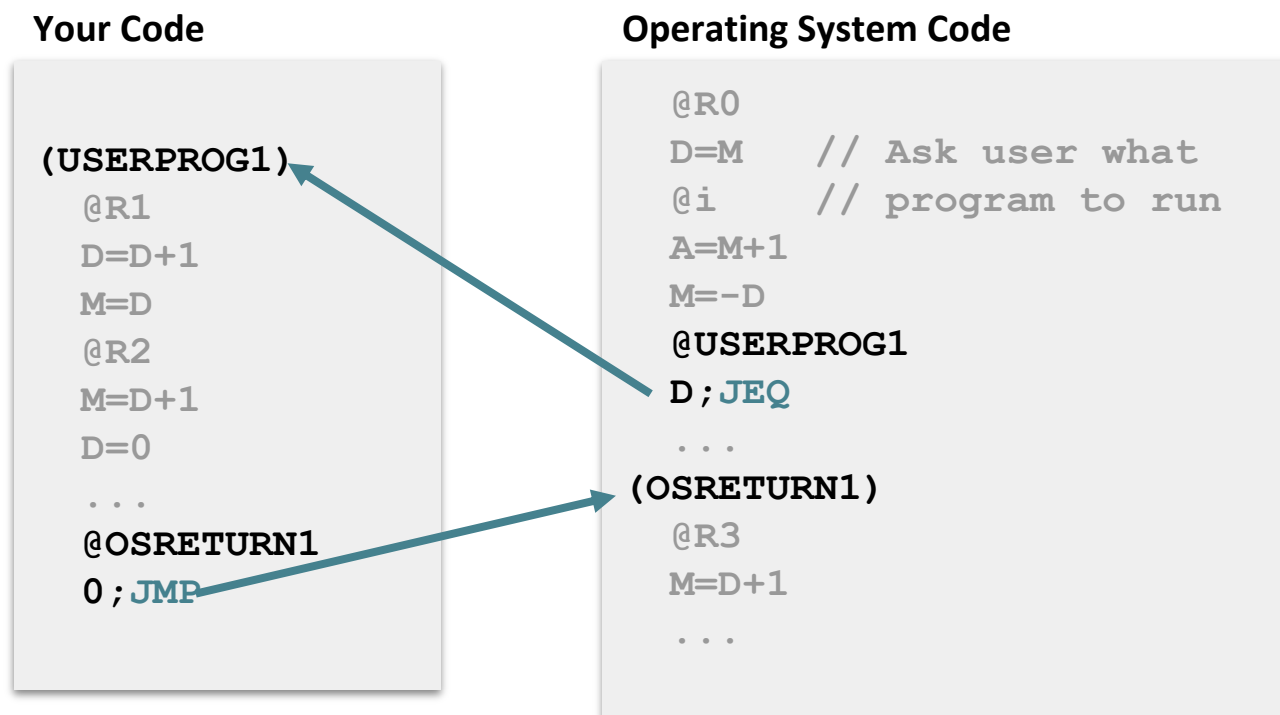 Your Code
(USERPROG1)
@R1
D=D+1
M=D
@R2
M=D+1
D=0
...
@OSRETURN1
0;JMP
Operating System Code
@R0
D=M // Ask user what
@i // program to run
A=M+1
M=-D
@USERPROG1
D;JEQ
...
(OSRETURN1)
@R3
M=D+1
...